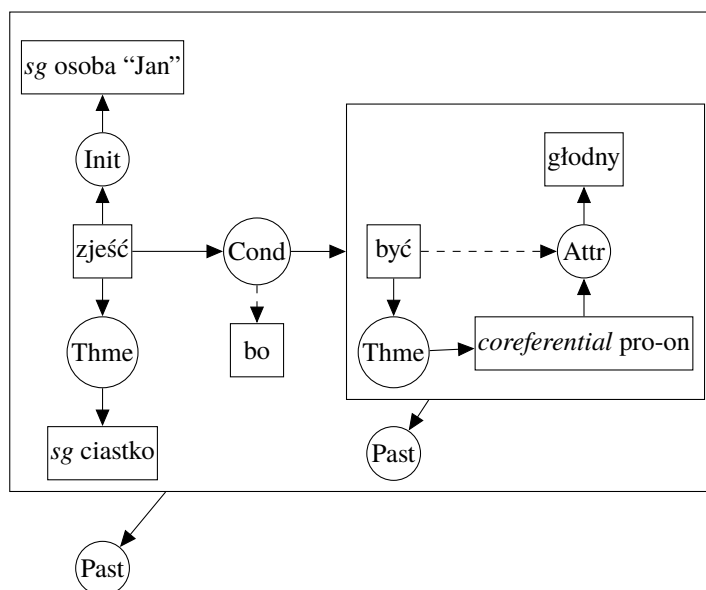 sg osoba “Jan”
Init
głodny
zjeść
Cond
być
Attr
Thme
bo
Thme
coreferential pro-on
sg ciastko
Past
Past